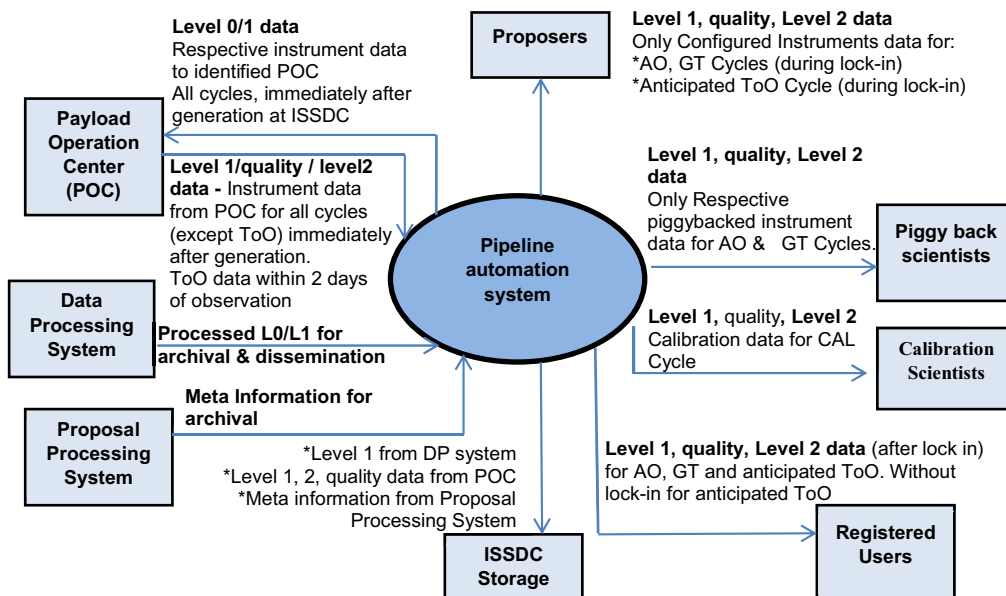 Level 0/1 data
Respective instrument data
to identified POC
All cycles, immediately after
generation at ISSDC
Proposers
Level 1, quality, Level 2 data
Only Configured Instruments data for:
*AO, GT Cycles (during lock-in)
*Anticipated ToO Cycle (during lock-in)
Payload
Operation
Center
(POC)
Level 1/quality / level2
data - Instrument data
from POC for all cycles
(except ToO) immediately
after generation.
ToO data within 2 days
of observation
Pipeline
automation
system
Level 1, quality, Level 2
data
Only Respective
piggybacked instrument
data for AO & GT Cycles.
Piggy back
scientists
Data
Processing
System
Processed L0/L1 for
archival & dissemination
Level 1, quality, Level 2
Calibration data for CAL
Cycle
Calibration
Scientists
Proposal
Processing
System
Meta Information for
archival
*Level 1 from DP system
*Level 1, 2, quality data from POC
*Meta information from Proposal
Processing System
ISSDC
Storage
Level 1, quality, Level 2 data (after lock in)
for AO, GT and anticipated ToO. Without
lock-in for anticipated ToO
Registered
Users